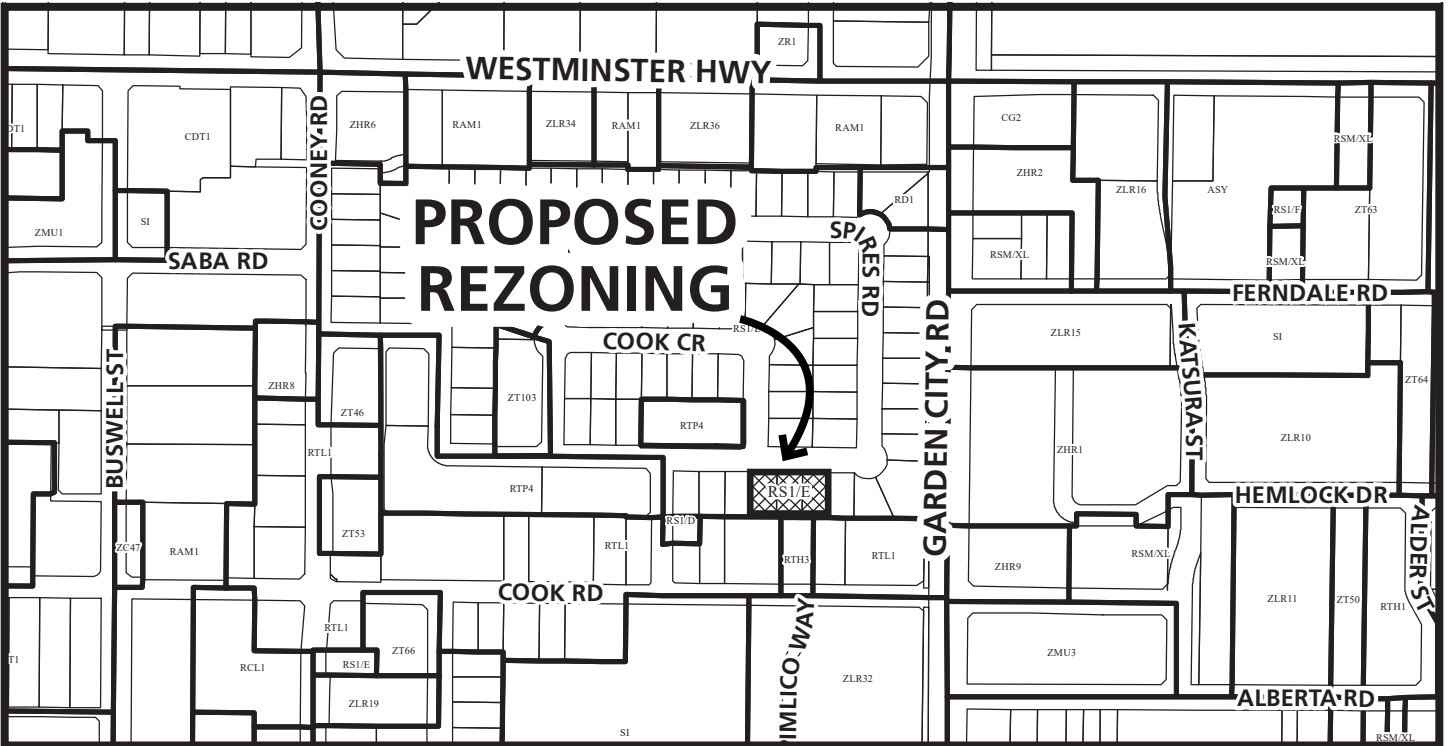 ZR1
WESTMINSTER HWY
CDT1
COONEY RD
ZHR6
RAM1
ZLR34
RAM1
ZLR36
RAM1
CG2
RSM/XL
ZMU1
SI
SABA RD
PROPOSED
REZONING
RD1
SPIRES RD
ZHR2
ZLR16
ASY
RS1/F
ZT63
RSM/XL
RSM/XL
FERNDALE RD
GARDEN CITY RD
COOK CR
ZLR15
KATSURA ST
SI
ZT64
BUSWELL ST
ZHR8
ZT46
ZT103
RTP4
ZHR1
ZLR10
RTL1
RTP4
RS1/E
HEMLOCK DR
ALDER ST
ZC47
RAM1
ZT53
RTL1
RS1/D
RTH3
RTL1
ZHR9
RSM/XL
COOK RD
ZLR11
ZT50
RTH1
RTL1
ZT66
RCL1
RS1/E
ZLR19
SI
ZLR32
ZMU3
ALBERTA RD
RSM/XL